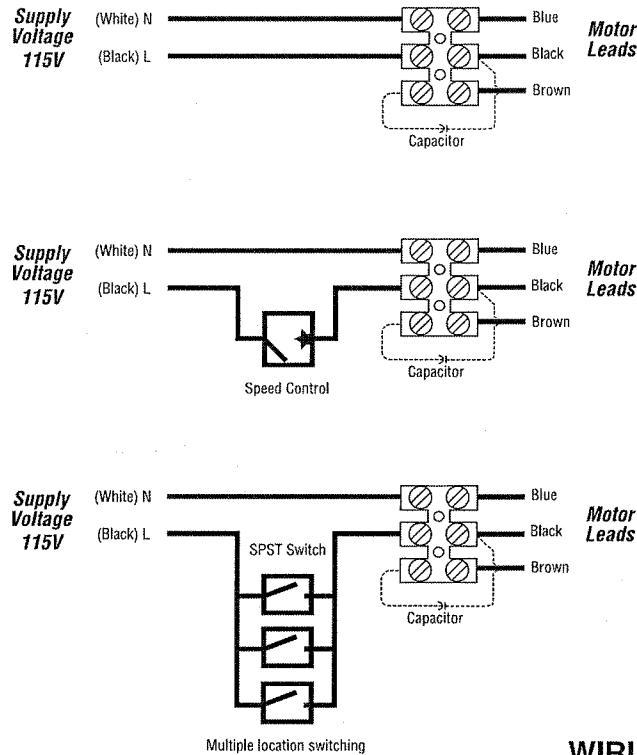 Supply Voltage 115V
(White) N
(Black) L
Blue
Black
Brown
Motor Leads
Capacitor
Supply Voltage 115V
(White) N
(Black) L
Speed Control
Blue
Black
Brown
Motor Leads
Capacitor
Supply Voltage 115V
(White) N
(Black) L
SPST Switch
Blue
Black
Brown
Motor Leads
Capacitor
Multiple location switching